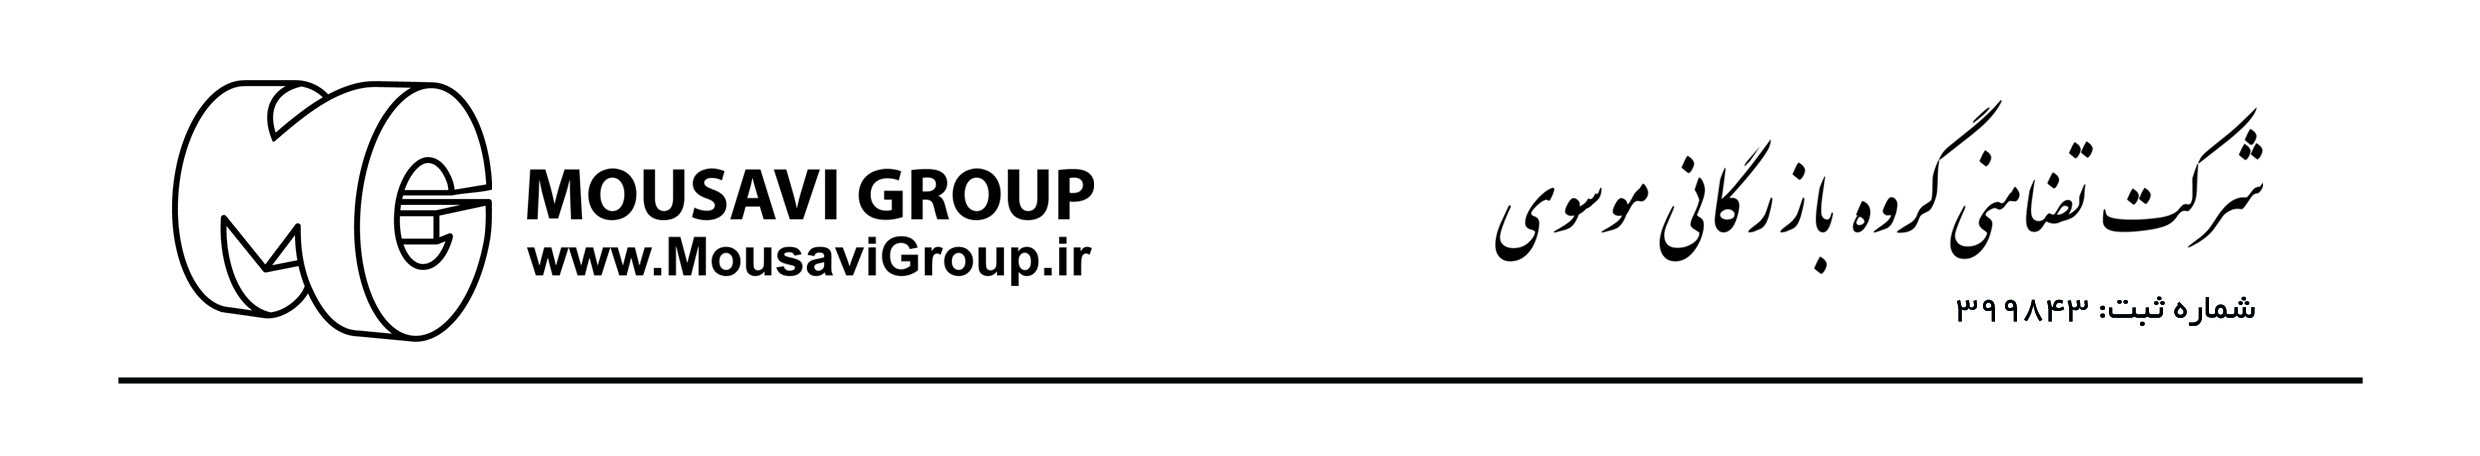 MOUSAVI GROUP
www.MousaviGroup.ir
شرکت تضامنی گروه بازرگانی موسوی
شماره ثبت: ۳۹۹۸۴۳